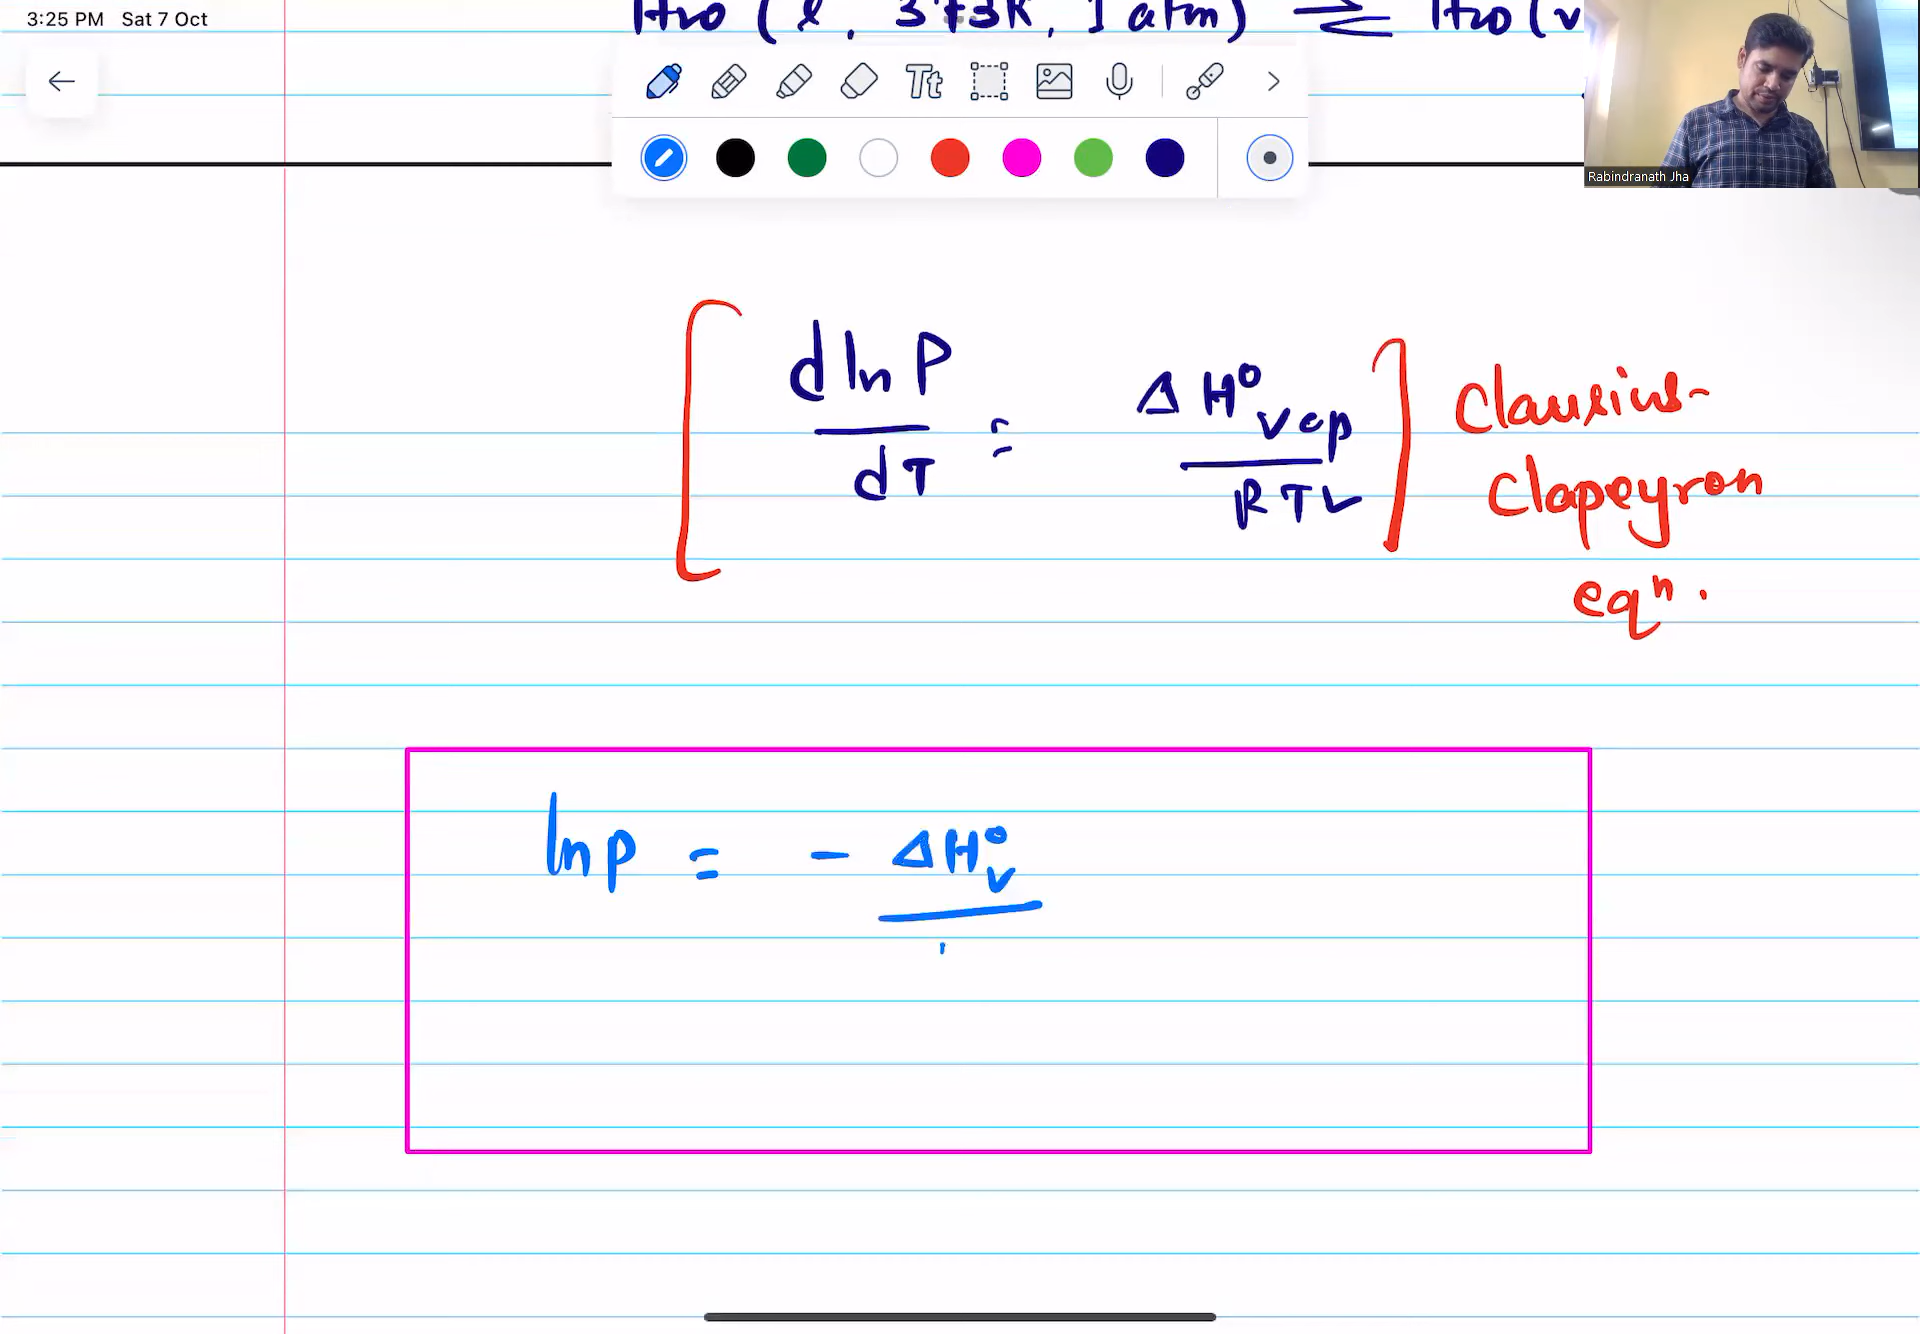 3:25 PM Sat 7 Oct
H2O (l, 373K, 1 atm) ⇌ H2O (v
Tt
Rabindranath Jha
d ln P / dT = ΔH°vap / RT2
Clausius-
Clapeyron
eqn.
ln p = - ΔH°v